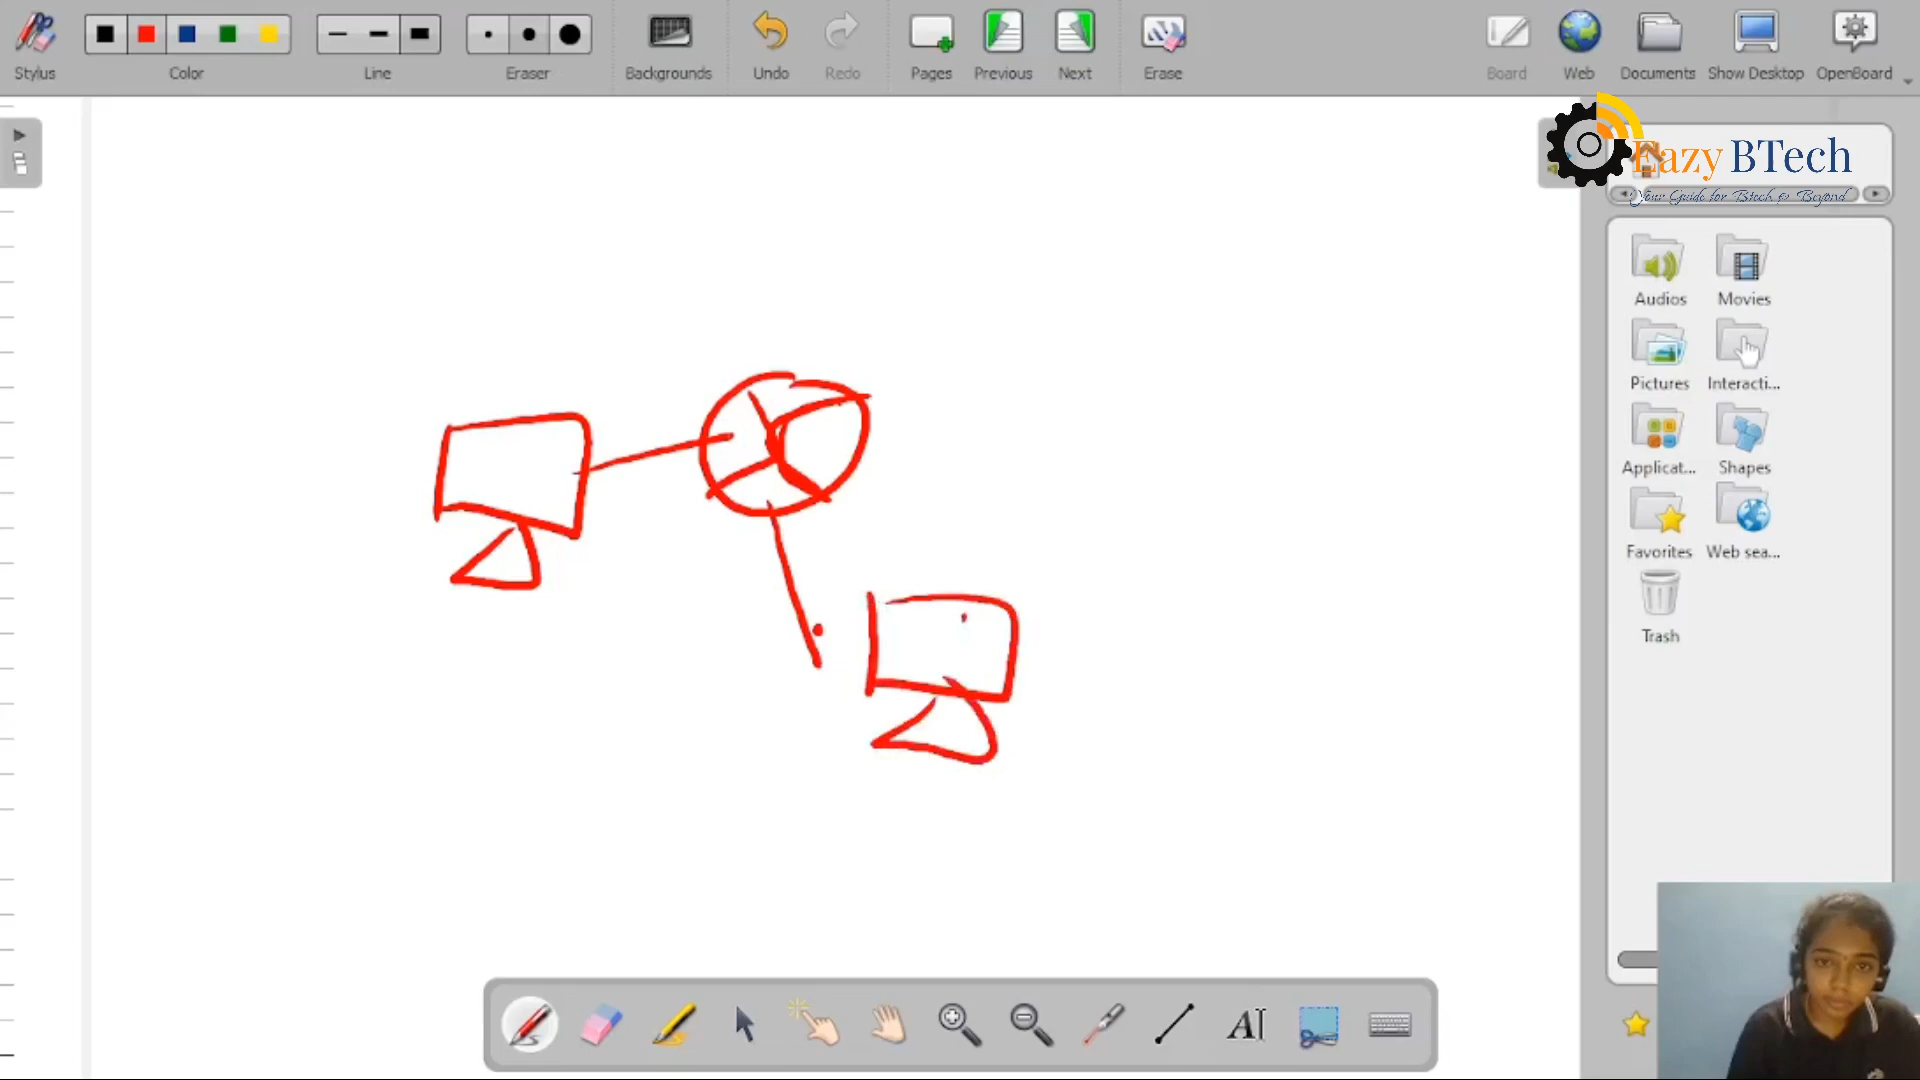 Stylus
Color
Line
Eraser
Backgrounds
Undo
Redo
Pages
Previous
Next
Erase
Board
Web
Documents
Show Desktop
OpenBoard
Eazy BTech
Your Guide for Btech & Beyond
Audios
Movies
Pictures
Interacti...
Applicat...
Shapes
Favorites
Web sea...
Trash
A